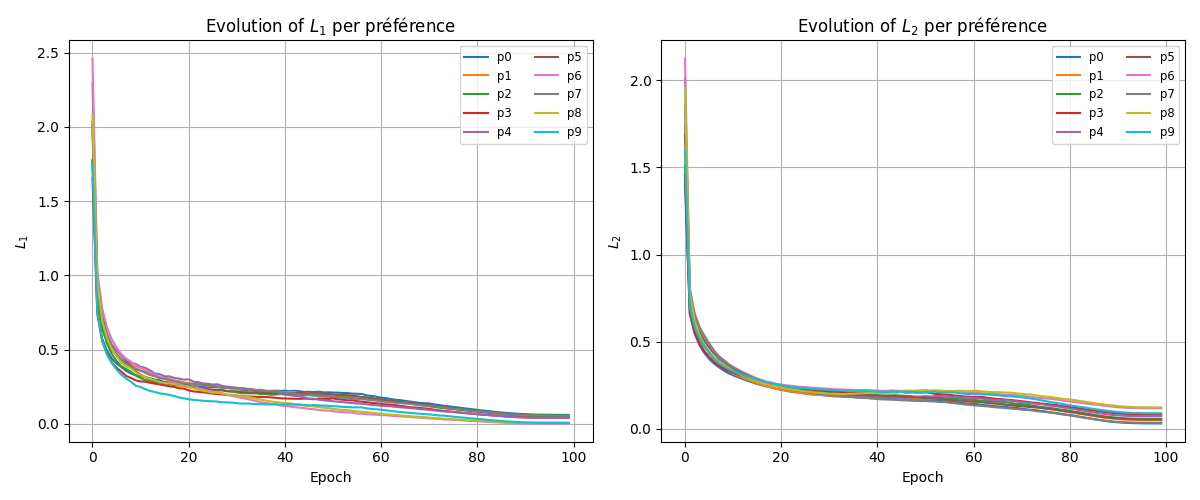 Evolution of L₁ per préférence
2.5
2.0
1.5
1.0
0.5
0.0
L₁
0 20 40 60 80 100
Epoch
p0 p5
p1 p6
p2 p7
p3 p8
p4 p9
Evolution of L₂ per préférence
2.0
1.5
1.0
0.5
0.0
L₂
0 20 40 60 80 100
Epoch
p0 p5
p1 p6
p2 p7
p3 p8
p4 p9